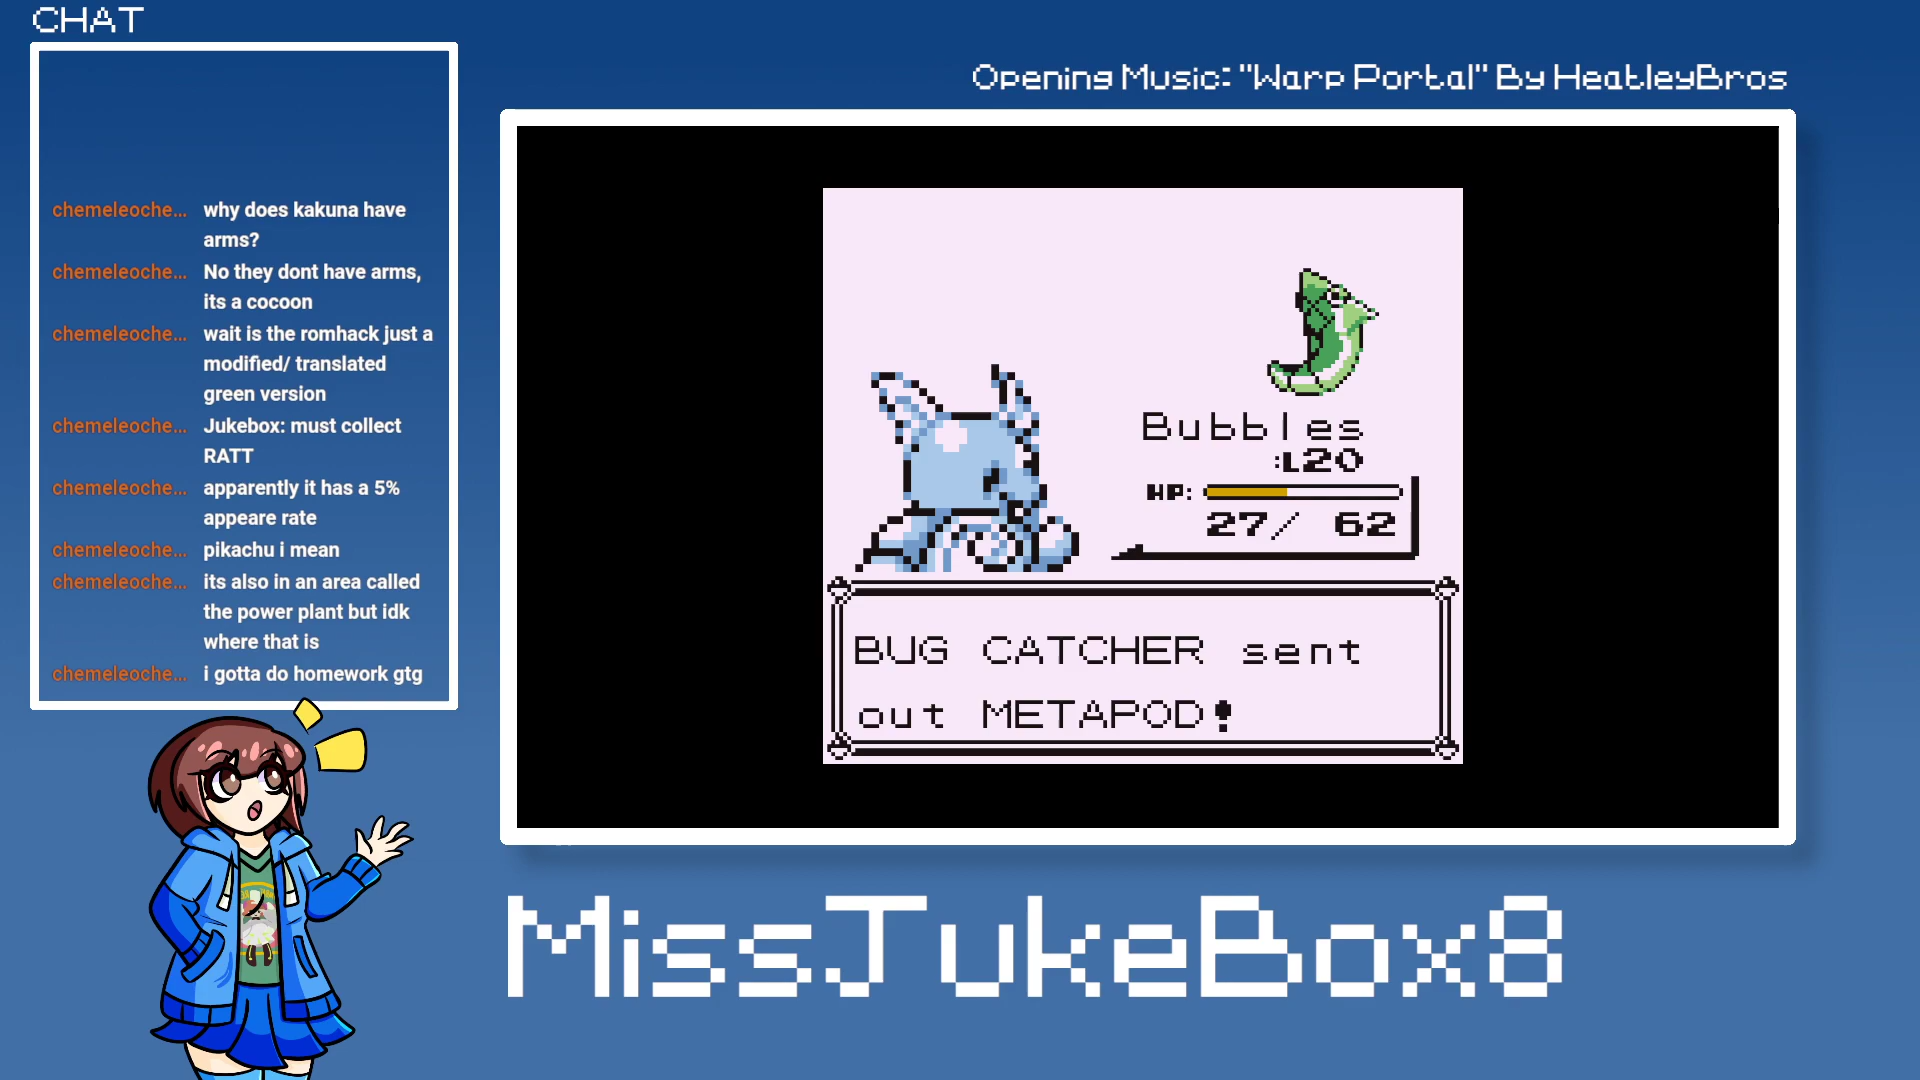 CHAT
Opening Music: "Warp Portal" By HeatleyBros
chemeleoche... why does kakuna have
arms?
chemeleoche... No they dont have arms,
its a cocoon
chemeleoche... wait is the romhack just a
modified/ translated
green version
chemeleoche... Jukebox: must collect
RATT
chemeleoche... apparently it has a 5%
appeare rate
chemeleoche... pikachu i mean
chemeleoche... its also in an area called
the power plant but idk
where that is
chemeleoche... i gotta do homework gtg
Bubbles
:L20
HP:
27/ 62
BUG CATCHER sent
out METAPOD!
MissJukeBox8